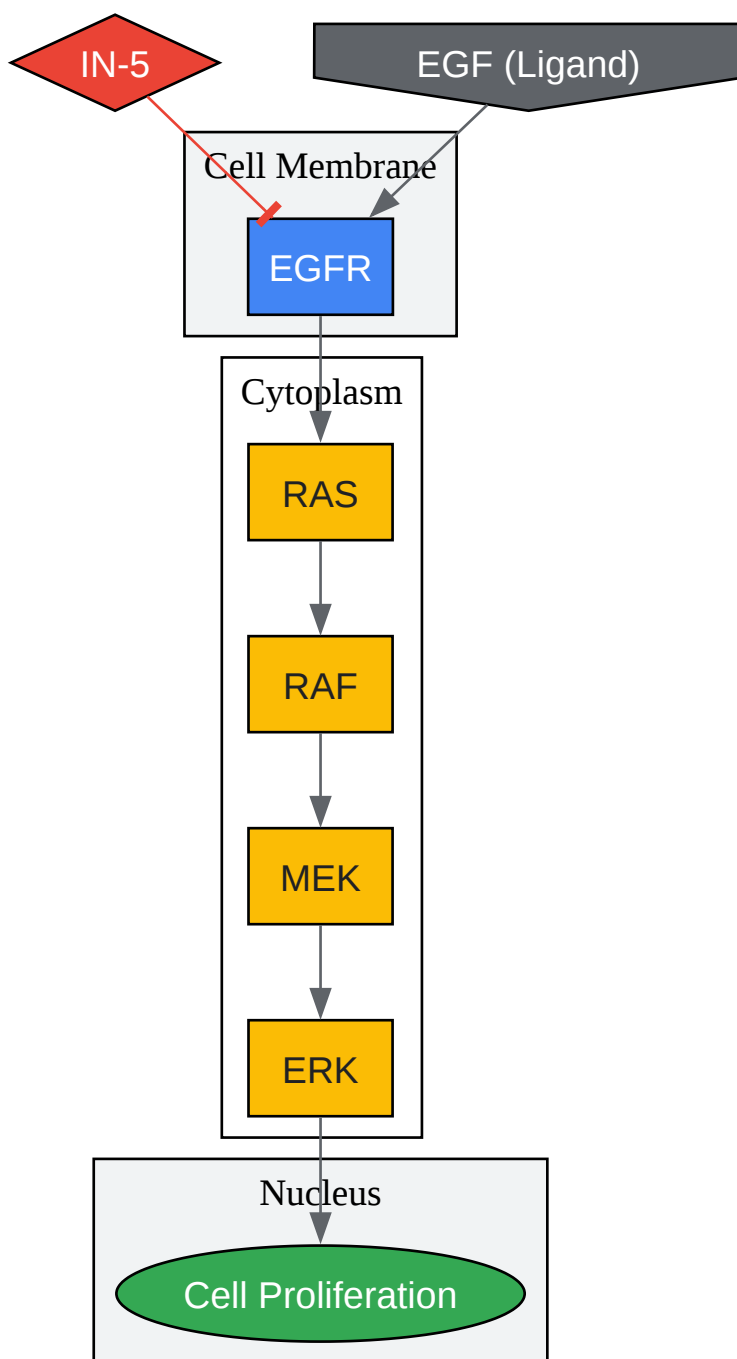 IN-5
EGF (Ligand)
Cell Membrane
EGFR
Cytoplasm
RAS
RAF
MEK
ERK
Nucleus
Cell Proliferation